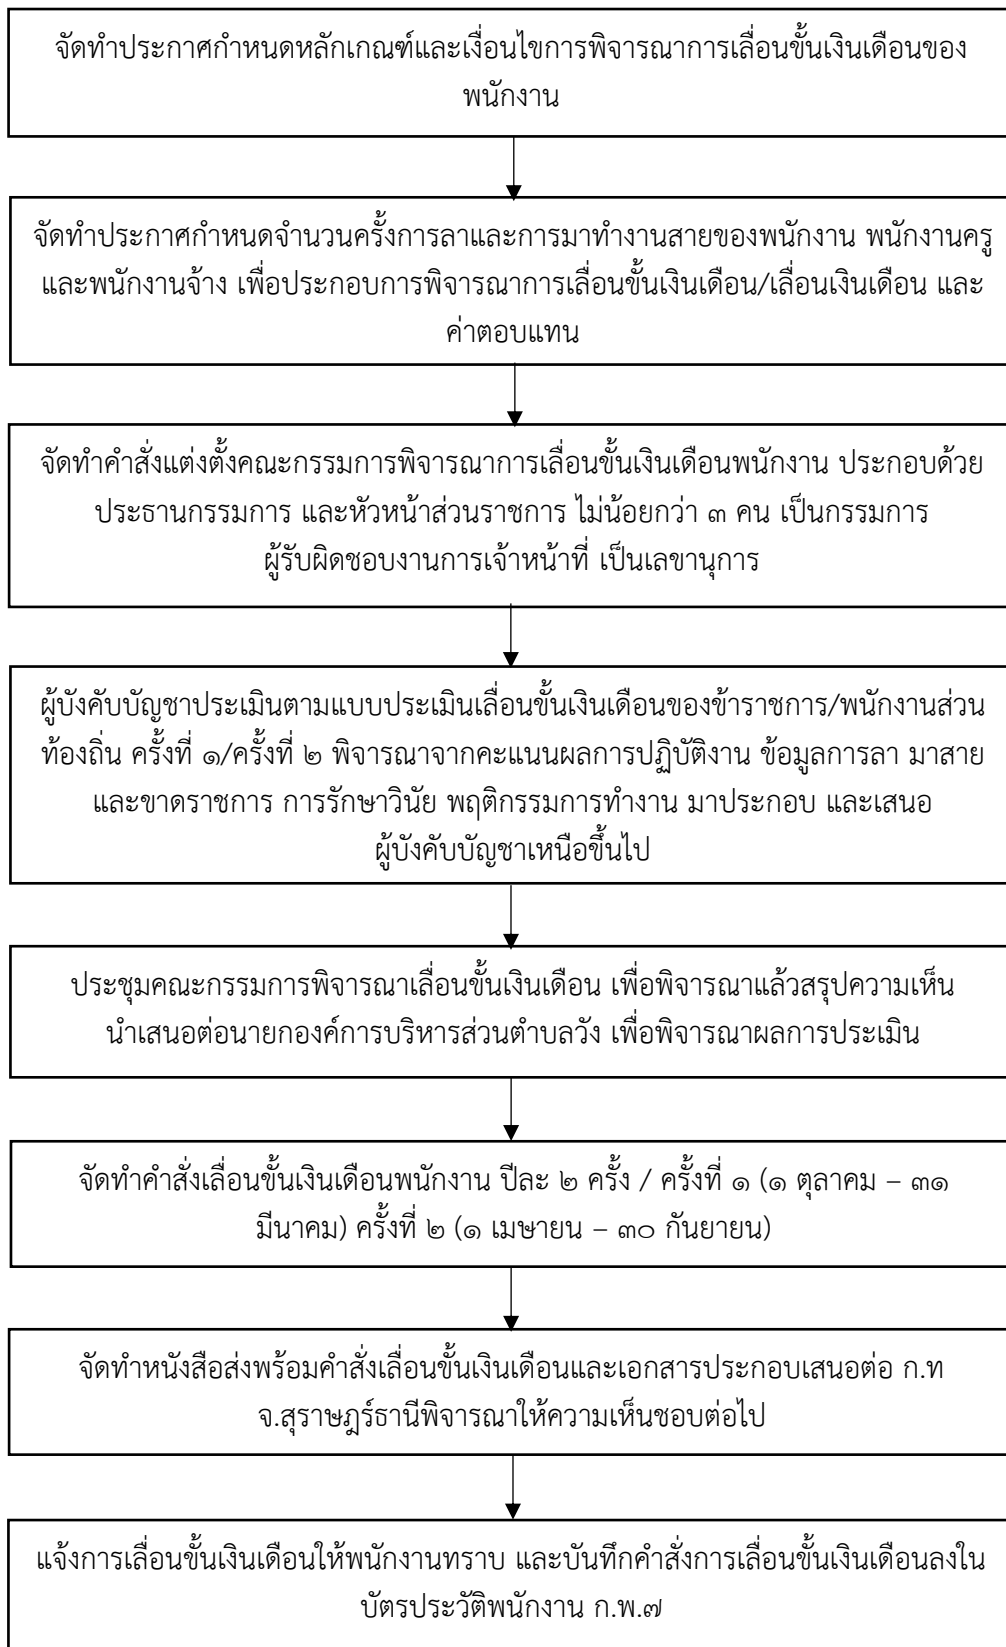 จัดทำประกาศกำหนดหลักเกณฑ์และเงื่อนไขการพิจารณาการเลื่อนขั้นเงินเดือนของ
พนักงาน
จัดทำประกาศกำหนดจำนวนครั้งการลาและการมาทำงานสายของพนักงาน พนักงานครู
และพนักงานจ้าง เพื่อประกอบการพิจารณาการเลื่อนขั้นเงินเดือน/เลื่อนเงินเดือน และ
ค่าตอบแทน
จัดทำคำสั่งแต่งตั้งคณะกรรมการพิจารณาการเลื่อนขั้นเงินเดือนพนักงาน ประกอบด้วย
ประธานกรรมการ และหัวหน้าส่วนราชการ ไม่น้อยกว่า ๓ คน เป็นกรรมการ
ผู้รับผิดชอบงานการเจ้าหน้าที่ เป็นเลขานุการ
ผู้บังคับบัญชาประเมินตามแบบประเมินเลื่อนขั้นเงินเดือนของข้าราชการ/พนักงานส่วน
ท้องถิ่น ครั้งที่ ๑/ครั้งที่ ๒ พิจารณาจากคะแนนผลการปฏิบัติงาน ข้อมูลการลา มาสาย
และขาดราชการ การรักษาวินัย พฤติกรรมการทำงาน มาประกอบ และเสนอ
ผู้บังคับบัญชาเหนือขึ้นไป
ประชุมคณะกรรมการพิจารณาเลื่อนขั้นเงินเดือน เพื่อพิจารณาแล้วสรุปความเห็น
นำเสนอต่อนายกองค์การบริหารส่วนตำบลวัง เพื่อพิจารณาผลการประเมิน
จัดทำคำสั่งเลื่อนขั้นเงินเดือนพนักงาน ปีละ ๒ ครั้ง / ครั้งที่ ๑ (๑ ตุลาคม – ๓๑
มีนาคม) ครั้งที่ ๒ (๑ เมษายน – ๓๐ กันยายน)
จัดทำหนังสือส่งพร้อมคำสั่งเลื่อนขั้นเงินเดือนและเอกสารประกอบเสนอต่อ ก.ท
จ.สุราษฎร์ธานีพิจารณาให้ความเห็นชอบต่อไป
แจ้งการเลื่อนขั้นเงินเดือนให้พนักงานทราบ และบันทึกคำสั่งการเลื่อนขั้นเงินเดือนลงใน
บัตรประวัติพนักงาน ก.พ.๗